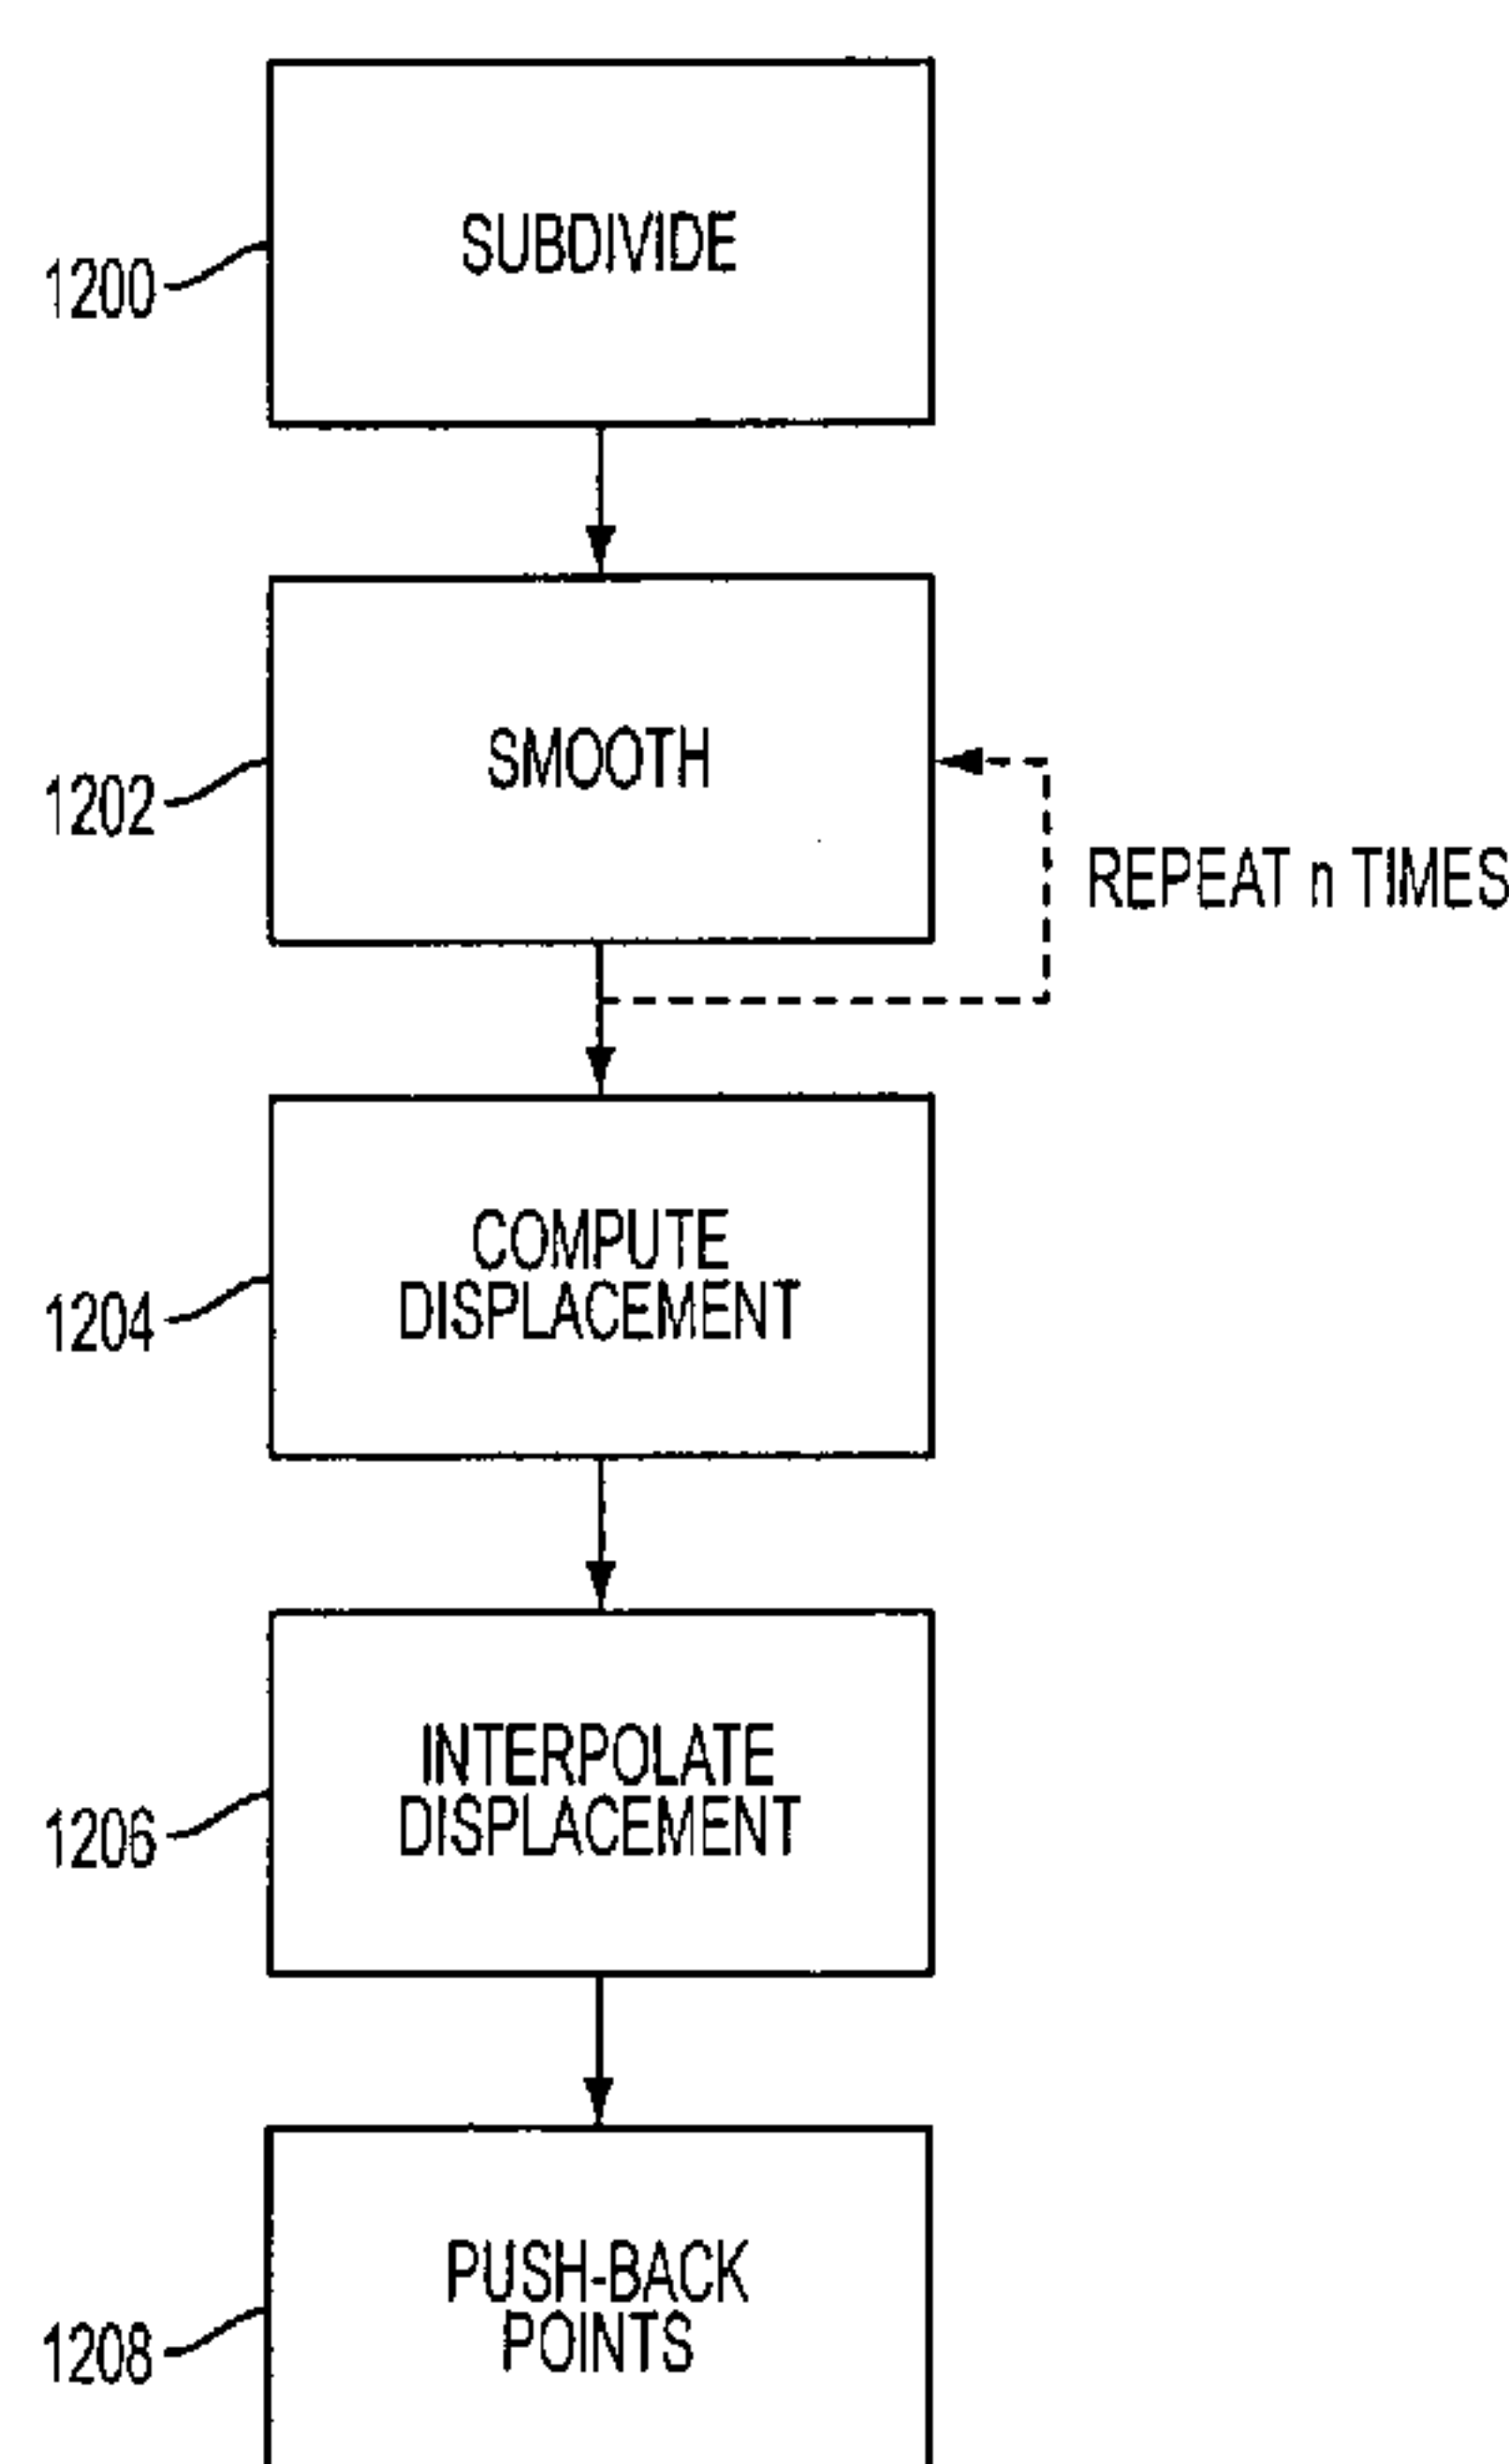 SUBDIVIDE
1200
SMOOTH
1202
REPEAT n TIMES
COMPUTE
DISPLACEMENT
1204
INTERPOLATE
DISPLACEMENT
1206
PUSH-BACK
POINTS
1208